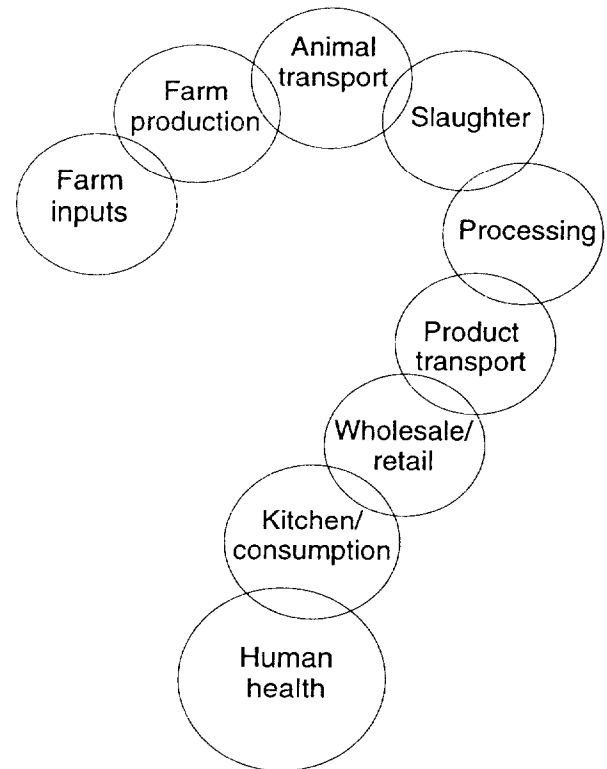 Farm
inputs
Farm
production
Animal
transport
Slaughter
Processing
Product
transport
Wholesale/
retail
Kitchen/
consumption
Human
health